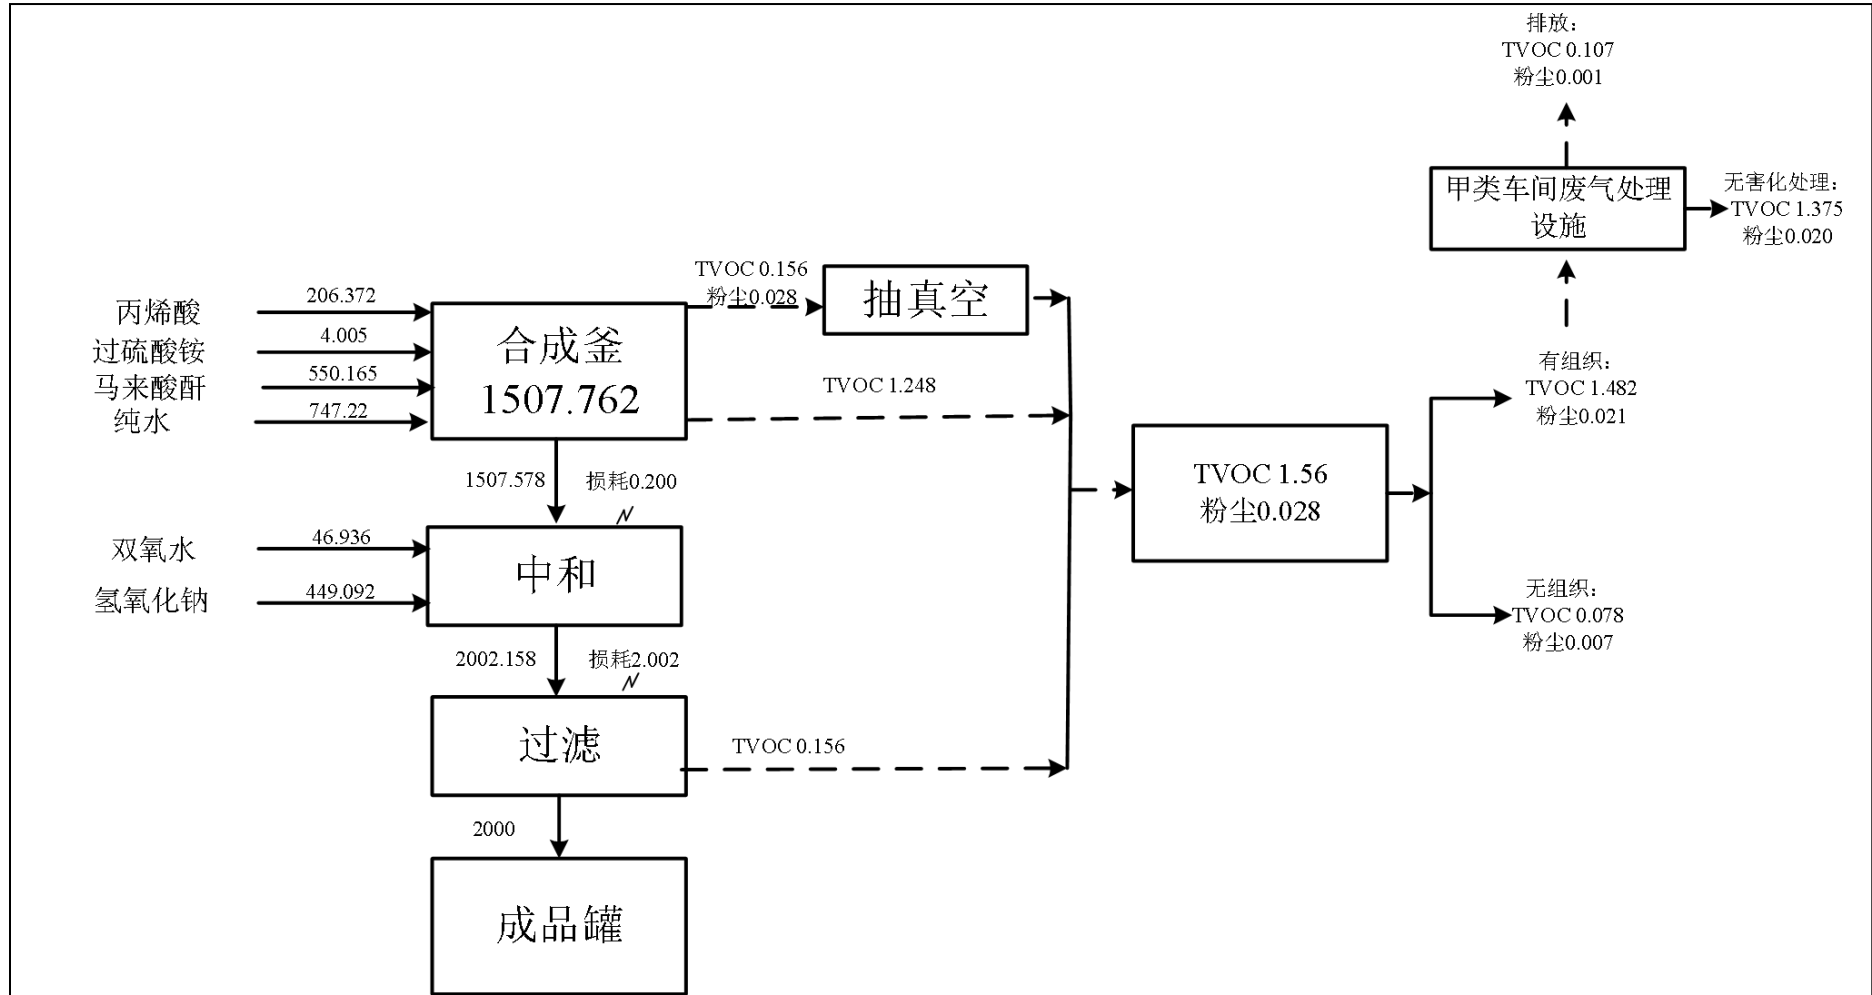 排放：
TVOC 0.107
粉尘0.001
甲类车间废气处理
设施
无害化处理：
TVOC 1.375
粉尘0.020
TVOC 0.156
粉尘0.028
抽真空
丙烯酸
206.372
过硫酸铵
4.005
马来酸酐
550.165
纯水
747.22
合成釜
1507.762
TVOC 1.248
有组织：
TVOC 1.482
粉尘0.021
TVOC 1.56
粉尘0.028
1507.578
损耗0.200
双氧水
46.936
氢氧化钠
449.092
中和
无组织：
TVOC 0.078
粉尘0.007
2002.158
损耗2.002
过滤
TVOC 0.156
2000
成品罐